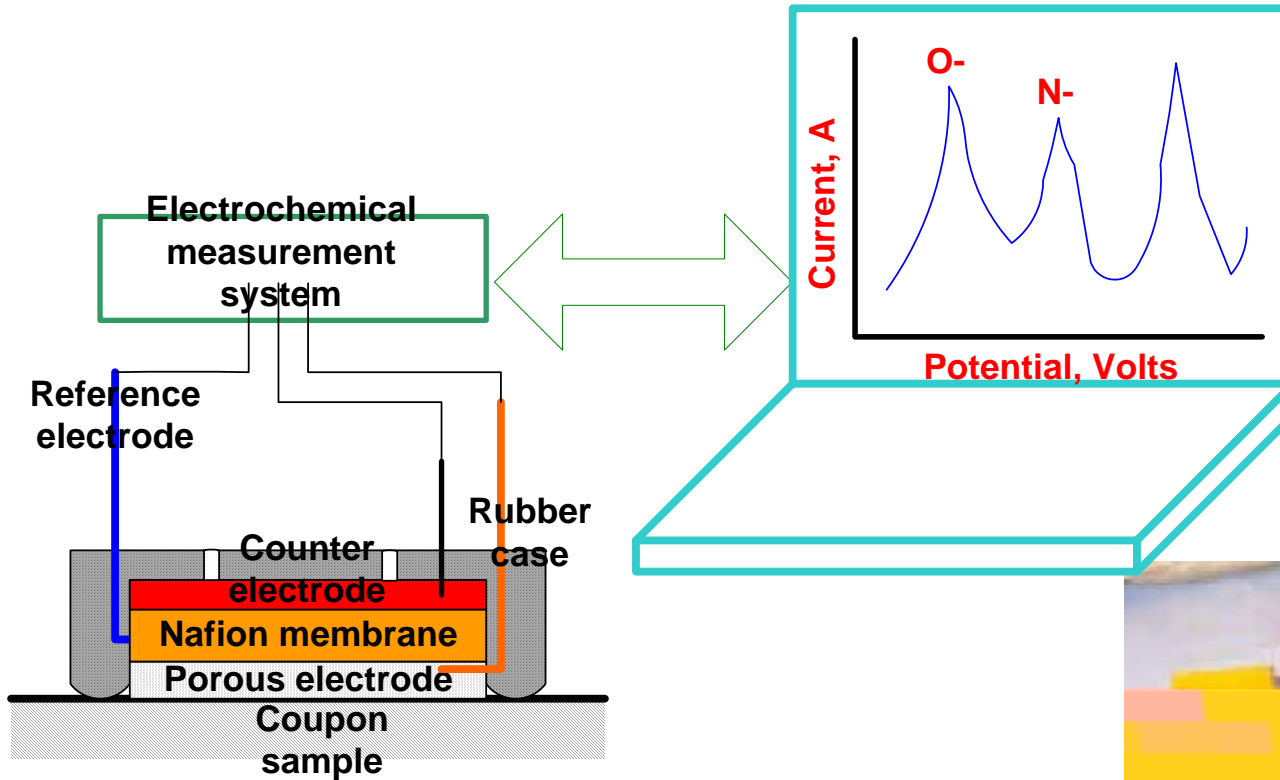 Electrochemical
measurement
system
Reference
electrode
Rubber
case
Counter
electrode
Nafion membrane
Porous electrode
Coupon
sample
O-
N-
Current, A
Potential, Volts